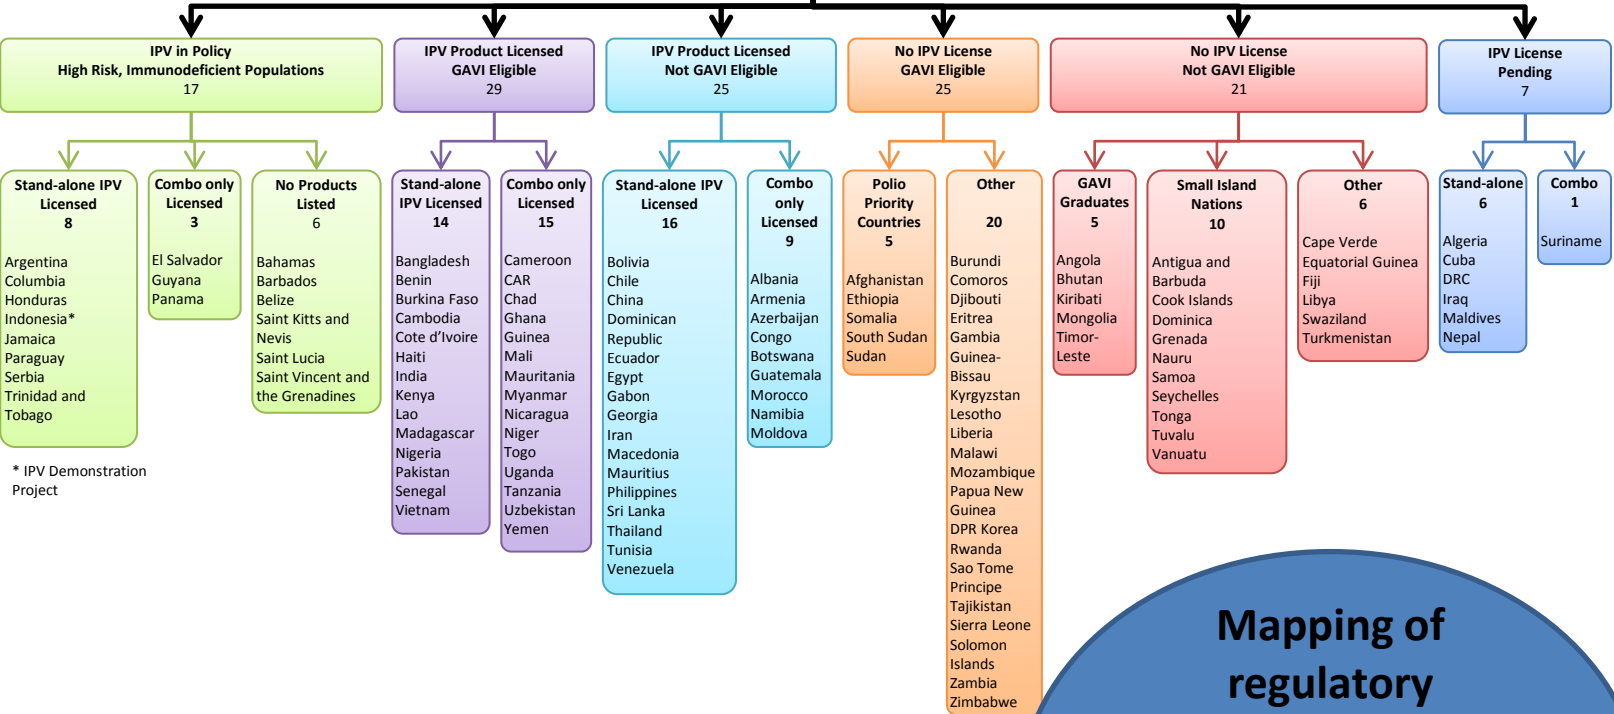 IPV in Policy
High Risk, Immunodeficient Populations
17
IPV Product Licensed
GAVI Eligible
29
IPV Product Licensed
Not GAVI Eligible
25
No IPV License
GAVI Eligible
25
No IPV License
Not GAVI Eligible
21
IPV License
Pending
7
Stand-alone IPV
Licensed
8
Argentina
Columbia
Honduras
Indonesia*
Jamaica
Paraguay
Serbia
Trinidad and
Tobago
* IPV Demonstration
Project
Combo only
Licensed
3
El Salvador
Guyana
Panama
No Products
Listed
6
Bahamas
Barbados
Belize
Saint Kitts and
Nevis
Saint Lucia
Saint Vincent and
the Grenadines
Stand-alone
IPV Licensed
14
Bangladesh
Benin
Burkina Faso
Cambodia
Cote d’Ivoire
Haiti
India
Kenya
Lao
Madagascar
Nigeria
Pakistan
Senegal
Vietnam
Combo only
Licensed
15
Cameroon
CAR
Chad
Ghana
Guinea
Mali
Mauritania
Myanmar
Nicaragua
Niger
Togo
Uganda
Tanzania
Uzbekistan
Yemen
Stand-alone IPV
Licensed
16
Bolivia
Chile
China
Dominican
Republic
Ecuador
Egypt
Gabon
Georgia
Iran
Macedonia
Mauritius
Philippines
Sri Lanka
Thailand
Tunisia
Venezuela
Combo
only
Licensed
9
Albania
Armenia
Azerbaijan
Congo
Botswana
Guatemala
Morocco
Namibia
Moldova
Polio
Priority
Countries
5
Afghanistan
Ethiopia
Somalia
South Sudan
Sudan
Other
20
Burundi
Comoros
Djibouti
Eritrea
Gambia
Guinea-
Bissau
Kyrgyzstan
Lesotho
Liberia
Malawi
Mozambique
Papua New
Guinea
DPR Korea
Rwanda
Sao Tome
Principe
Tajikistan
Sierra Leone
Solomon
Islands
Zambia
Zimbabwe
GAVI
Graduates
5
Angola
Bhutan
Kiribati
Mongolia
Timor-
Leste
Small Island
Nations
10
Antigua and
Barbuda
Cook Islands
Dominica
Grenada
Nauru
Samoa
Seychelles
Tonga
Tuvalu
Vanuatu
Other
6
Cape Verde
Equatorial Guinea
Fiji
Libya
Swaziland
Turkmenistan
Stand-alone
6
Algeria
Cuba
DRC
Iraq
Maldives
Nepal
Combo
1
Suriname
Mapping of
regulatory